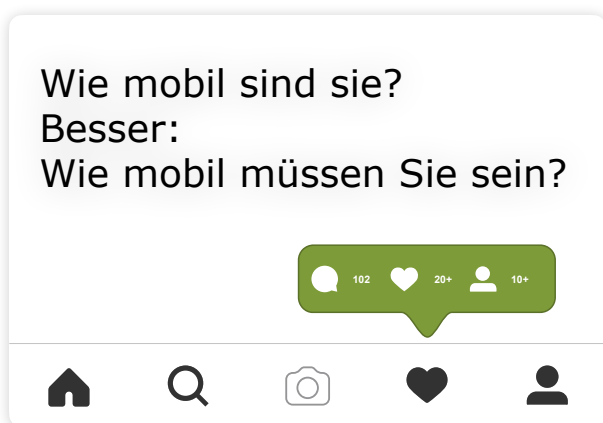 Wie mobil sind sie?
Besser:
Wie mobil müssen Sie sein?
102 20+ 10+